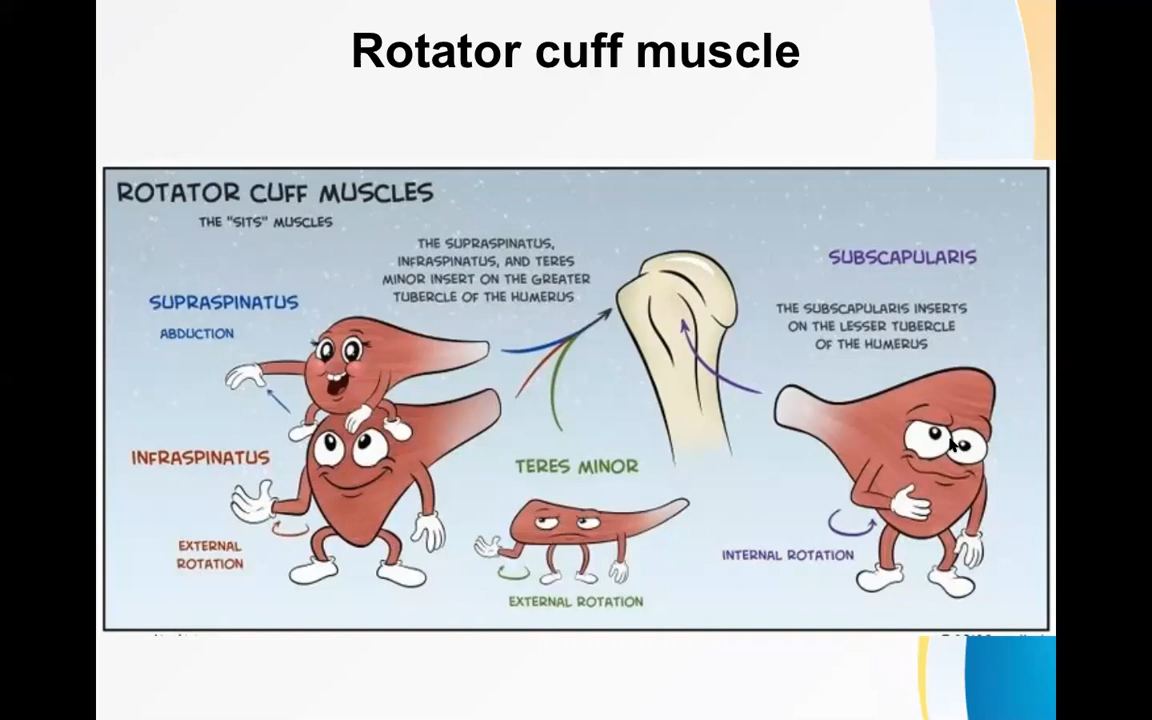 Rotator cuff muscle
ROTATOR CUFF MUSCLES
THE "SITS" MUSCLES
THE SUPRASPINATUS,
INFRASPINATUS, AND TERES
MINOR INSERT ON THE GREATER
TUBERCLE OF THE HUMERUS
SUBSCAPULARIS
THE SUBSCAPULARIS INSERTS
ON THE LESSER TUBERCLE
OF THE HUMERUS
SUPRASPINATUS
ABDUCTION
INFRASPINATUS
EXTERNAL
ROTATION
TERES MINOR
EXTERNAL ROTATION
INTERNAL ROTATION